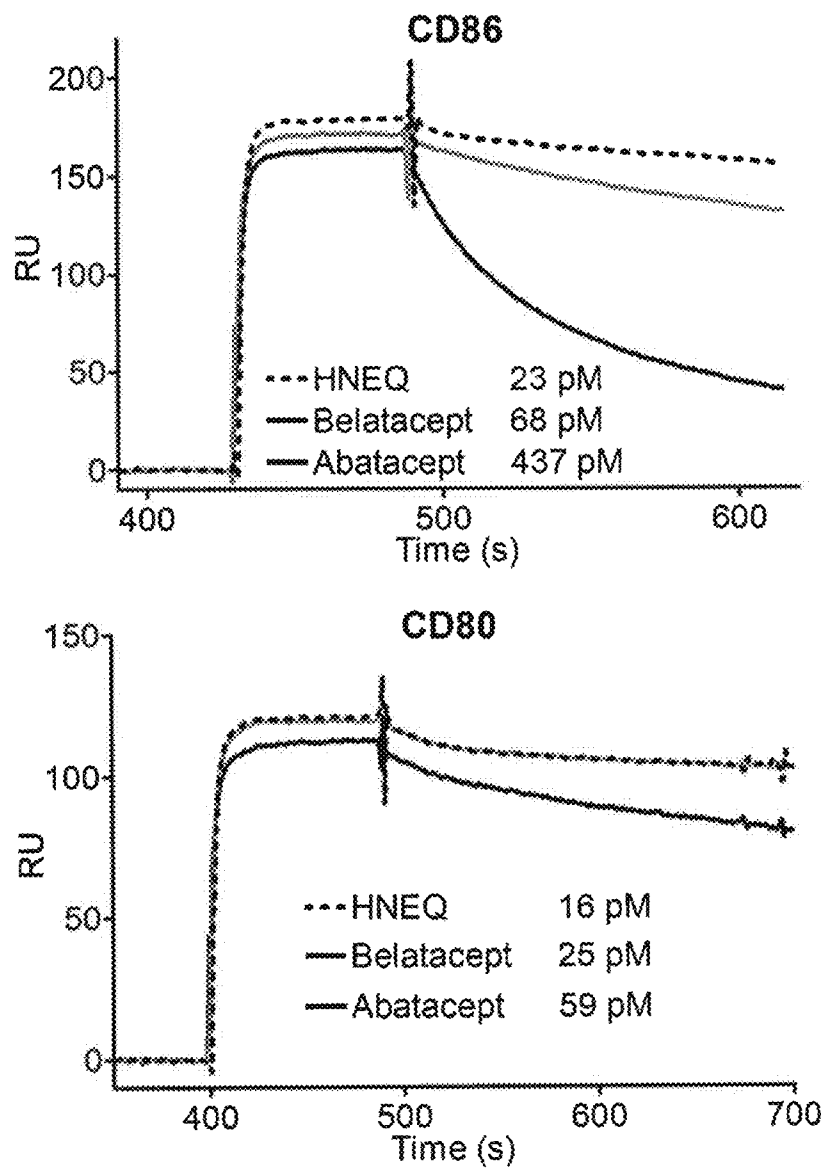 CD86
200
150
100
50
0
RU
HNEQ 23 pM
Belatacept 68 pM
Abatacept 437 pM
400 500 600
Time (s)
CD80
150
100
50
0
RU
HNEQ 16 pM
Belatacept 25 pM
Abatacept 59 pM
400 500 600 700
Time (s)